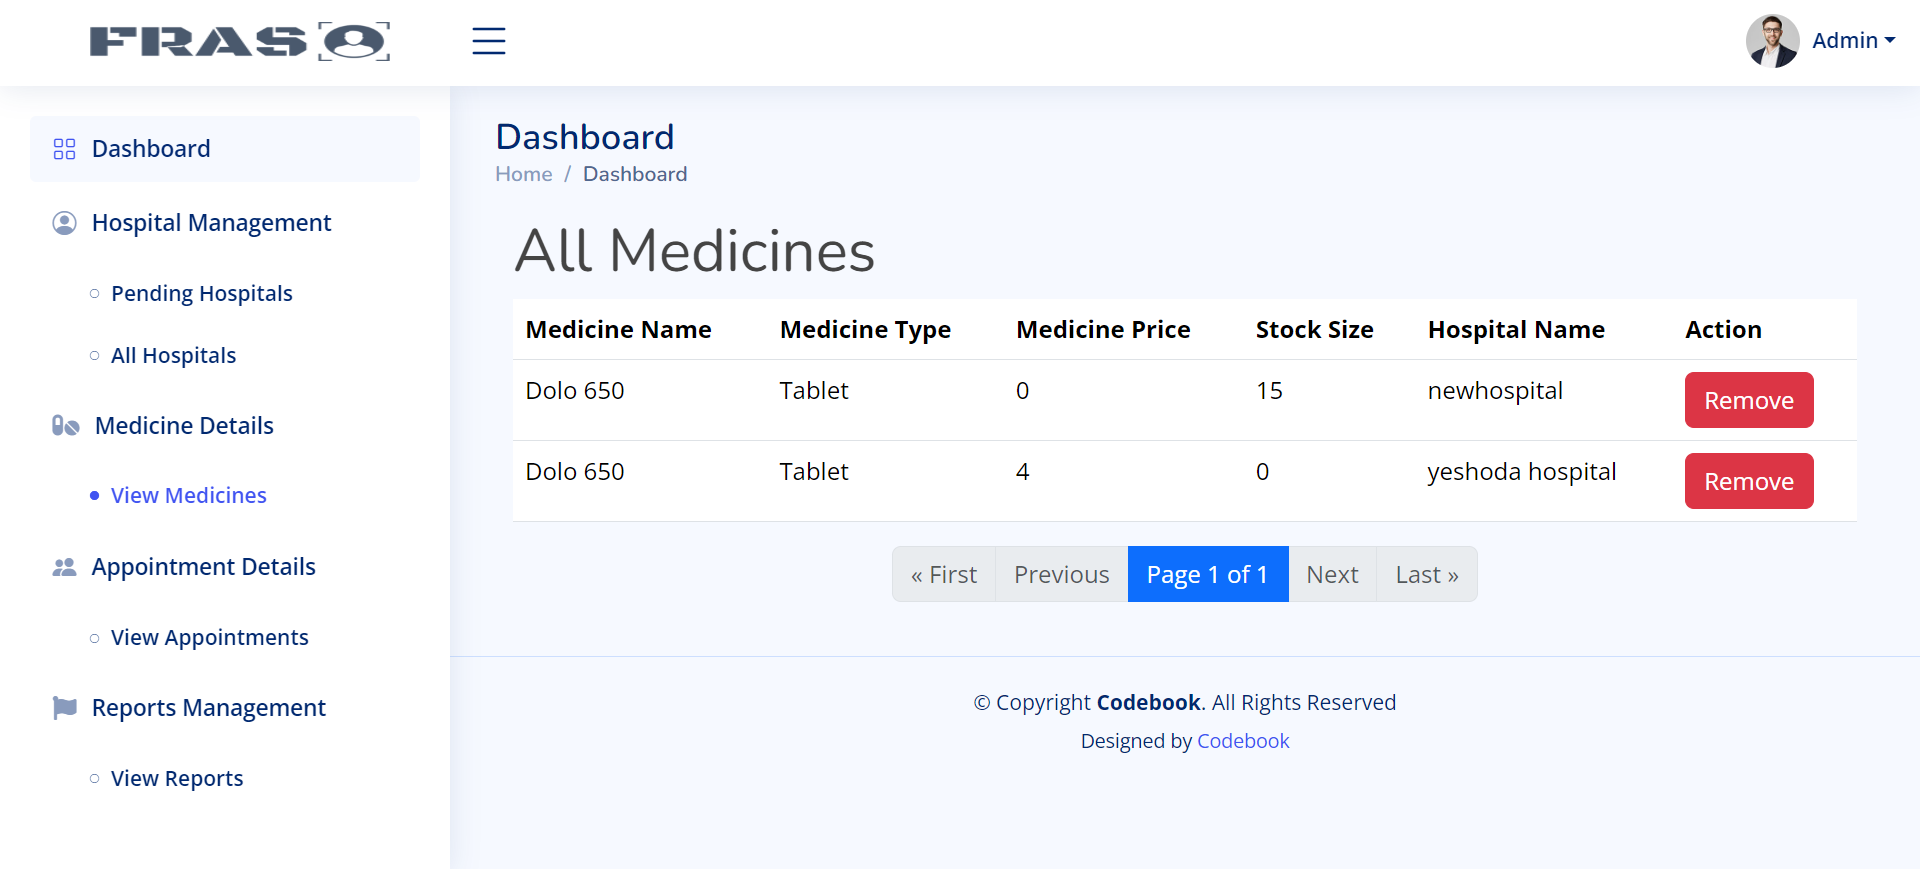 FRAS
Admin
Dashboard
Hospital Management
Pending Hospitals
All Hospitals
Medicine Details
View Medicines
Appointment Details
View Appointments
Reports Management
View Reports
Dashboard
Home / Dashboard
All Medicines
Medicine Name Medicine Type Medicine Price Stock Size Hospital Name Action
Dolo 650 Tablet 0 15 newhospital Remove
Dolo 650 Tablet 4 0 yeshoda hospital Remove
« First Previous Page 1 of 1 Next Last »
© Copyright Codebook. All Rights Reserved
Designed by Codebook